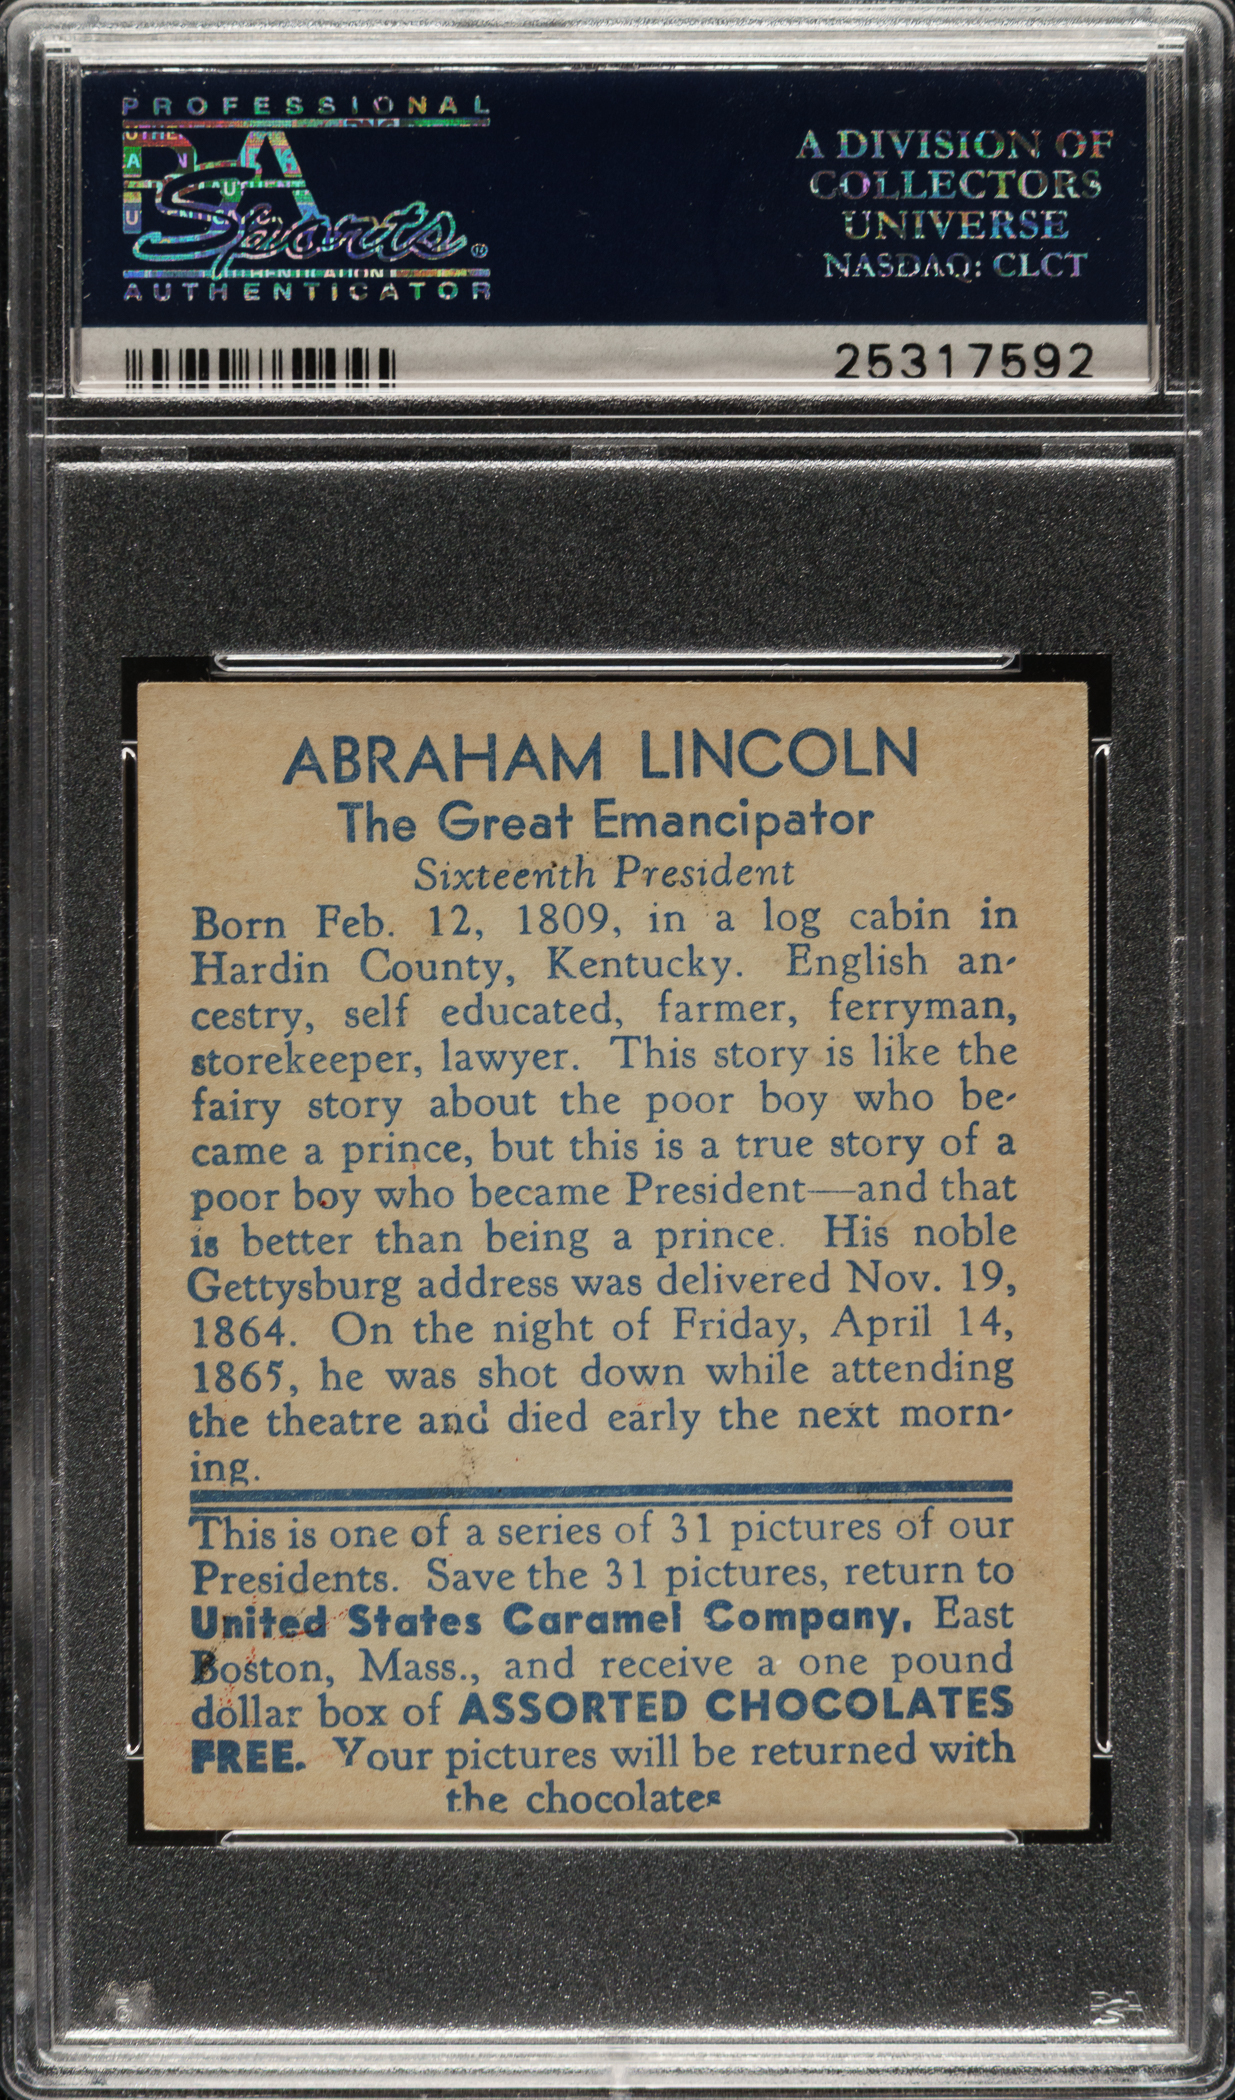 PROFESSIONAL
PSA
Sports
AUTHENTICATOR
A DIVISION OF
COLLECTORS
UNIVERSE
NASDAQ: CLCT
25317592
ABRAHAM LINCOLN
The Great Emancipator
Sixteenth President
Born Feb. 12, 1809, in a log cabin in
Hardin County, Kentucky. English an-
cestry, self educated, farmer, ferryman,
storekeeper, lawyer. This story is like the
fairy story about the poor boy who be-
came a prince, but this is a true story of a
poor boy who became President—and that
is better than being a prince. His noble
Gettysburg address was delivered Nov. 19,
1864. On the night of Friday, April 14,
1865, he was shot down while attending
the theatre and died early the next morn-
ing.
This is one of a series of 31 pictures of our
Presidents. Save the 31 pictures, return to
United States Caramel Company, East
Boston, Mass., and receive a one pound
dollar box of ASSORTED CHOCOLATES
FREE. Your pictures will be returned with
the chocolates
PSA